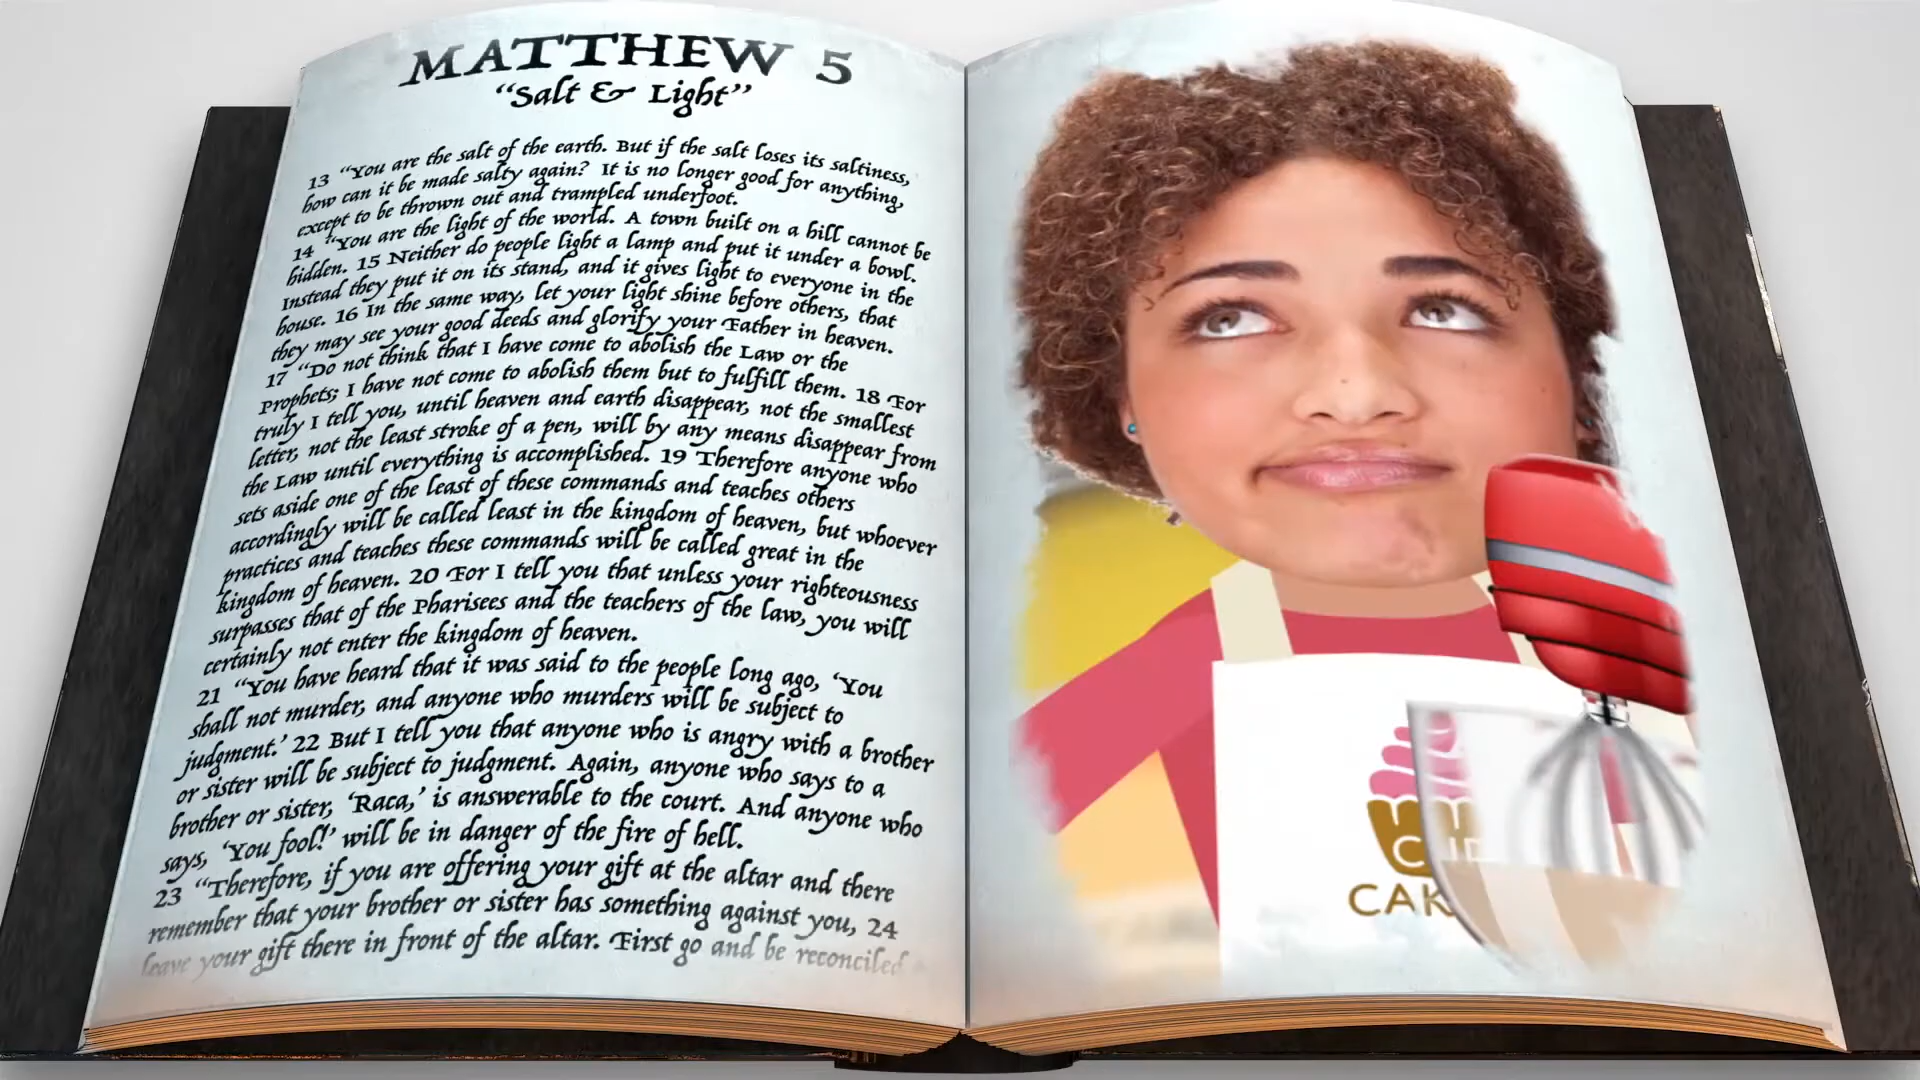 MATTHEW 5
“Salt & Light”
13 “You are the salt of the earth. But if the salt loses its saltiness,
how can it be made salty again? It is no longer good for anything,
except to be thrown out and trampled underfoot.
14 “You are the light of the world. A town built on a hill cannot be
hidden. 15 Neither do people light a lamp and put it under a bowl.
Instead they put it on its stand, and it gives light to everyone in the
house. 16 In the same way, let your light shine before others, that
they may see your good deeds and glorify your Father in heaven.
17 “Do not think that I have come to abolish the Law or the
Prophets; I have not come to abolish them but to fulfill them. 18 For
truly I tell you, until heaven and earth disappear, not the smallest
letter, not the least stroke of a pen, will by any means disappear from
the Law until everything is accomplished. 19 Therefore anyone who
sets aside one of the least of these commands and teaches others
accordingly will be called least in the kingdom of heaven, but whoever
practices and teaches these commands will be called great in the
kingdom of heaven. 20 For I tell you that unless your righteousness
surpasses that of the Pharisees and the teachers of the law, you will
certainly not enter the kingdom of heaven.
21 “You have heard that it was said to the people long ago, ‘You
shall not murder, and anyone who murders will be subject to
judgment.’ 22 But I tell you that anyone who is angry with a brother
or sister will be subject to judgment. Again, anyone who says to a
brother or sister, ‘Raca,’ is answerable to the court. And anyone who
says, ‘You fool!’ will be in danger of the fire of hell.
23 “Therefore, if you are offering your gift at the altar and there
remember that your brother or sister has something against you, 24
leave your gift there in front of the altar. First go and be reconciled
CAK